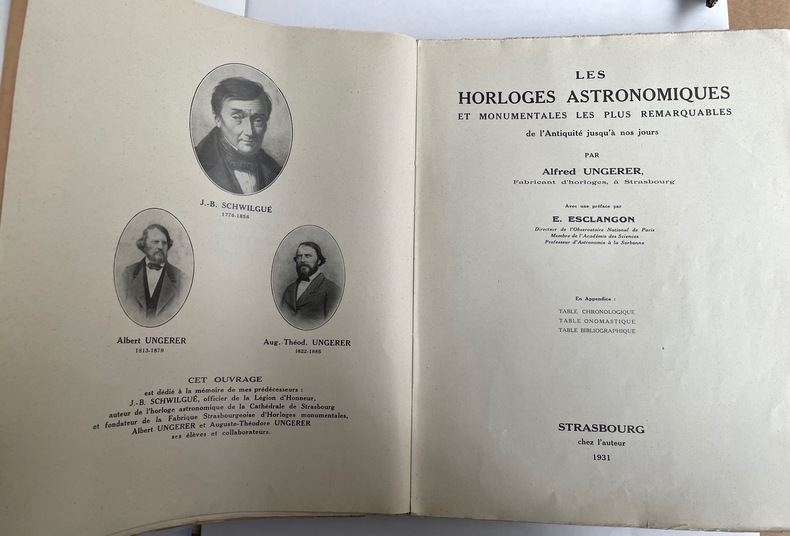 J.-B. SCHWILGUÉ
1776-1856
Albert UNGERER
1813-1879
Aug. Théod. UNGERER
1822-1885
CET OUVRAGE
est dédié à la mémoire de mes prédécesseurs :
J.-B. SCHWILGUÉ, officier de la Légion d'Honneur,
auteur de l'horloge astronomique de la Cathédrale de Strasbourg
et fondateur de la Fabrique Strasbourgeoise d'Horloges monumentales,
Albert UNGERER et Auguste-Théodore UNGERER
ses élèves et collaborateurs.
LES
HORLOGES ASTRONOMIQUES
ET MONUMENTALES LES PLUS REMARQUABLES
de l'Antiquité jusqu'à nos jours
PAR
Alfred UNGERER,
Fabricant d'horloges, à Strasbourg
Avec une préface par
E. ESCLANGON
Directeur de l'Observatoire National de Paris
Membre de l'Académie des Sciences
Professeur d'Astronomie à la Sorbonne
En Appendice :
TABLE CHRONOLOGIQUE
TABLE ONOMASTIQUE
TABLE BIBLIOGRAPHIQUE
STRASBOURG
chez l'auteur
1931